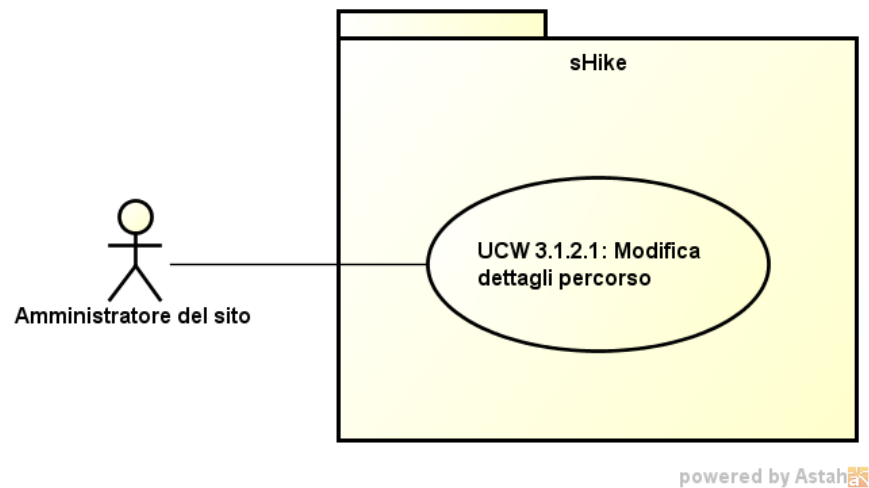 sHike
UCW 3.1.2.1: Modifica
dettagli percorso
Amministratore del sito
powered by Astah